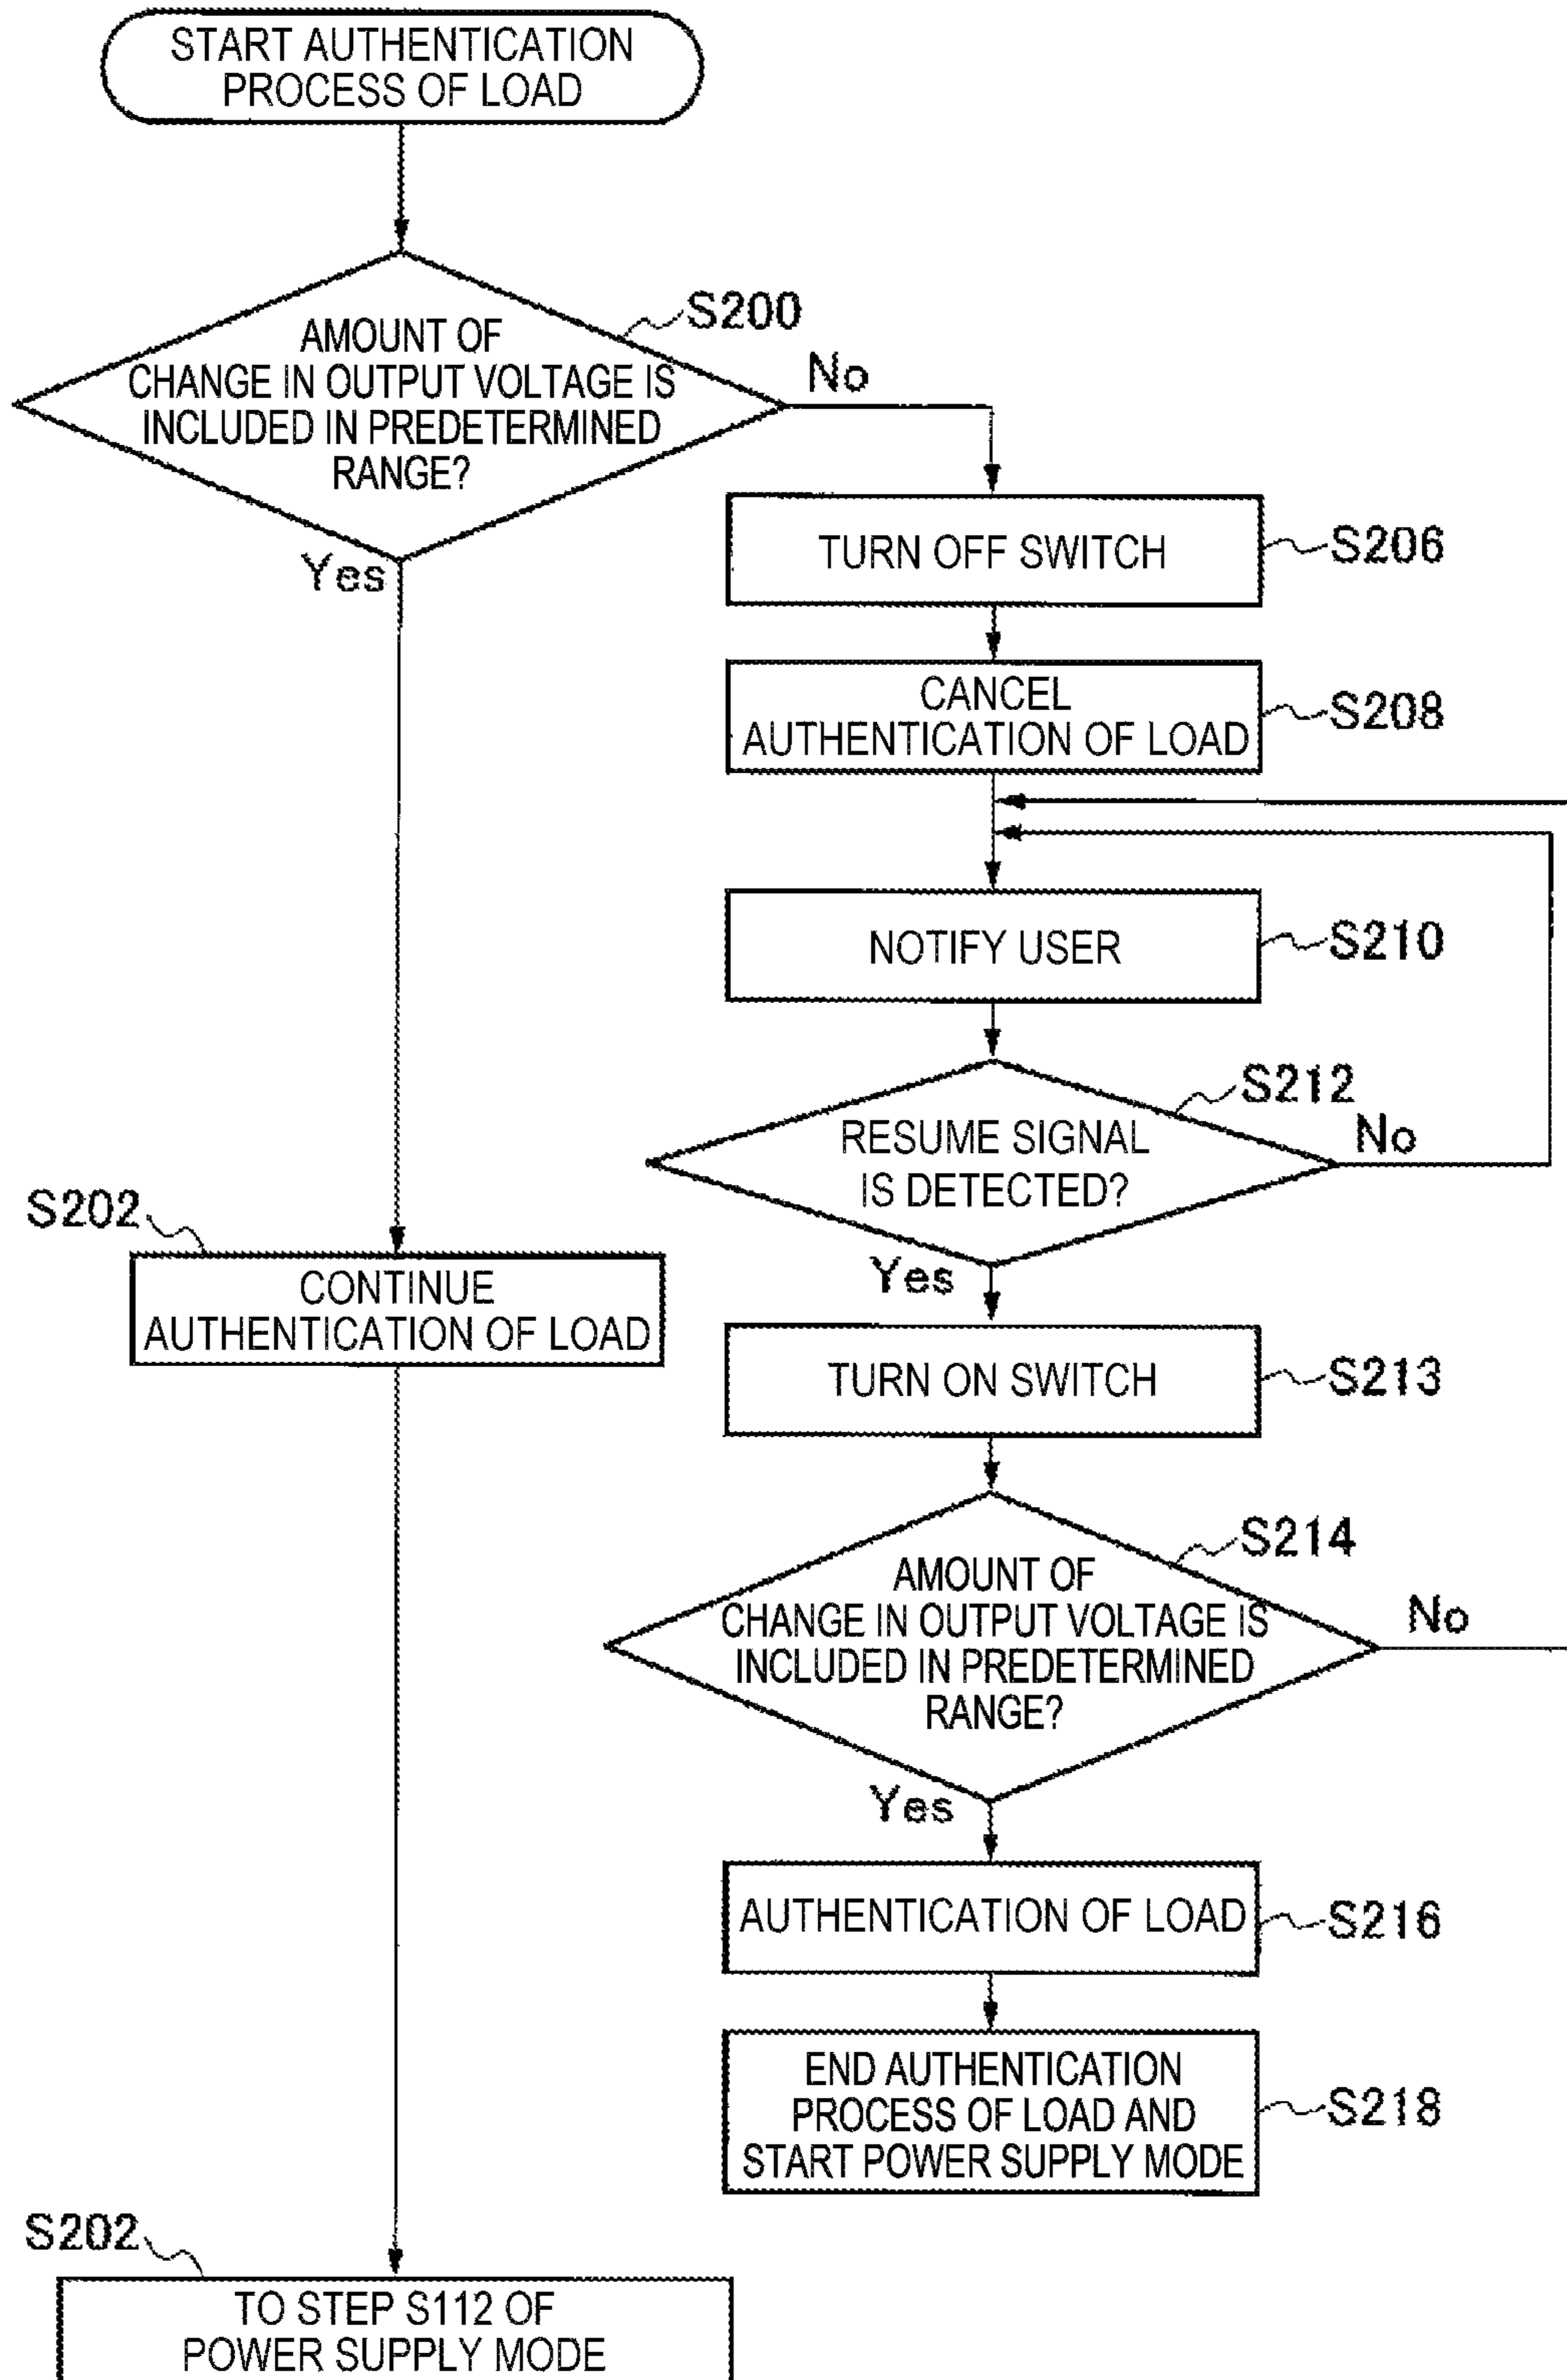 START AUTHENTICATION
PROCESS OF LOAD
S200
AMOUNT OF
CHANGE IN OUTPUT VOLTAGE IS
INCLUDED IN PREDETERMINED
RANGE?
No
Yes
TURN OFF SWITCH
S206
CANCEL
AUTHENTICATION OF LOAD
S208
NOTIFY USER
S210
S212
RESUME SIGNAL
IS DETECTED?
No
Yes
S202
CONTINUE
AUTHENTICATION OF LOAD
TURN ON SWITCH
S213
S214
AMOUNT OF
CHANGE IN OUTPUT VOLTAGE IS
INCLUDED IN PREDETERMINED
RANGE?
No
Yes
AUTHENTICATION OF LOAD
S216
END AUTHENTICATION
PROCESS OF LOAD AND
START POWER SUPPLY MODE
S218
S202
TO STEP S112 OF
POWER SUPPLY MODE